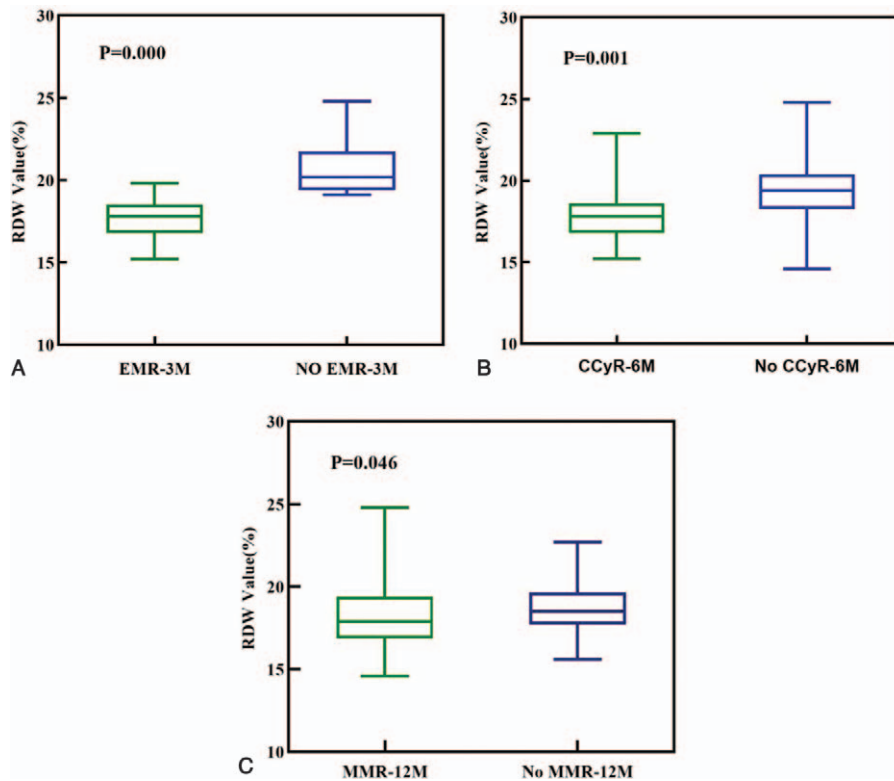 30
P=0.000
25
20
15
10
RDW Value(%)
EMR-3M
NO EMR-3M
A
30
P=0.001
25
20
15
10
RDW Value(%)
CCyR-6M
No CCyR-6M
B
30
P=0.046
25
20
15
10
RDW Value(%)
MMR-12M
No MMR-12M
C